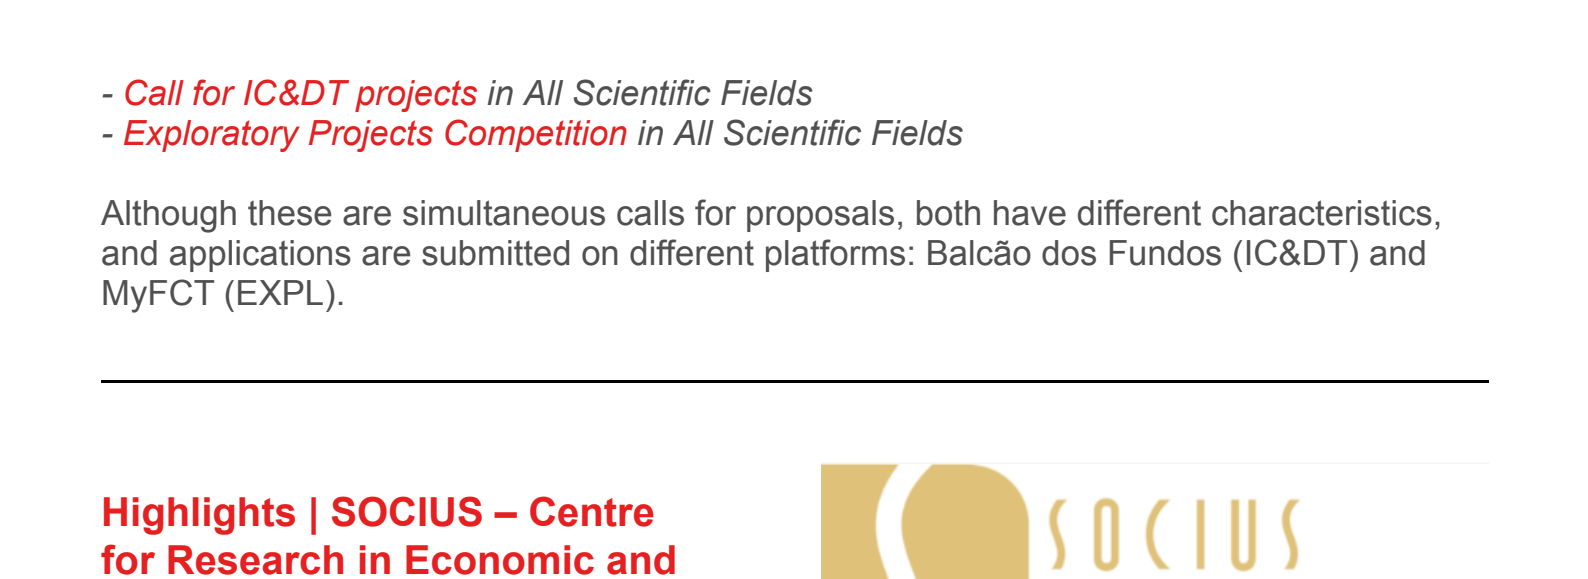 - Call for IC&DT projects in All Scientific Fields
- Exploratory Projects Competition in All Scientific Fields
Although these are simultaneous calls for proposals, both have different characteristics,
and applications are submitted on different platforms: Balcão dos Fundos (IC&DT) and
MyFCT (EXPL).
Highlights | SOCIUS – Centre
for Research in Economic and
SOCIUS